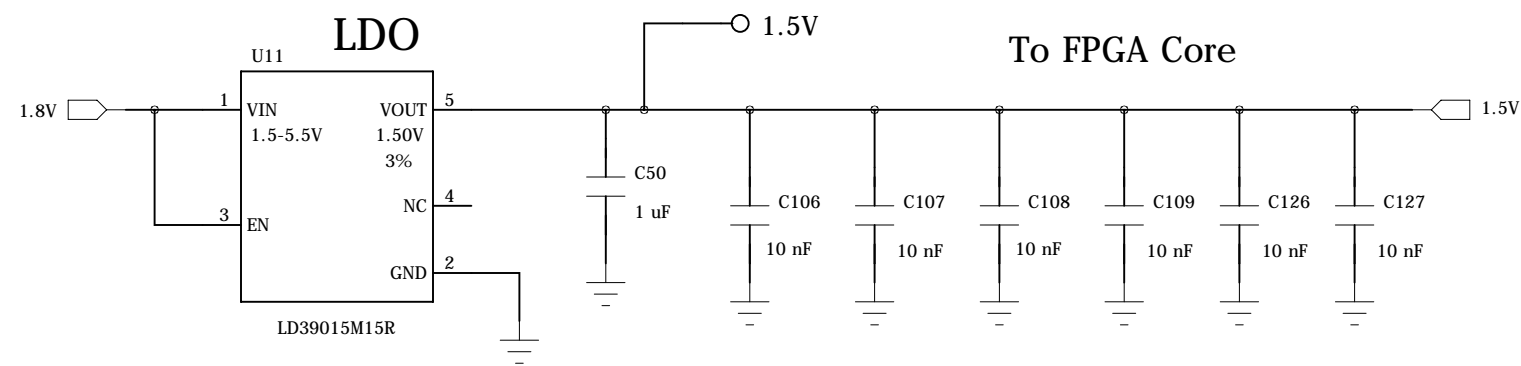 LDO
1.5V
U11
To FPGA Core
1.8V
1
VIN
VOUT
5
1.5V
1.5-5.5V
1.50V
3%
C50
1 uF
NC
4
3
EN
C106
C107
C108
C109
C126
C127
10 nF
10 nF
10 nF
10 nF
10 nF
10 nF
GND
2
LD39015M15R